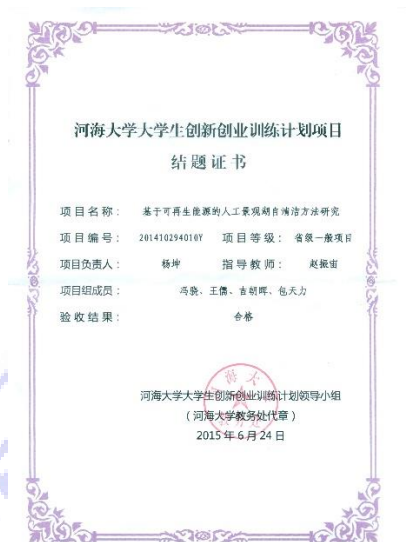 河海大学大学生创新创业训练计划项目
结题证书
项目名称： 基于可再生能源的人工景观湖自清洁方法研究
项目编号： 201410294010Y 项目等级： 省级一般项目
项目负责人： 杨坤 指导教师： 赵振宙
项目组成员： 冯骁、王儒、吉朝晖、包天力
验收结果： 合格
河海大学大学生创新创业训练计划领导小组
（河海大学教务处代章）
2015年6月24日